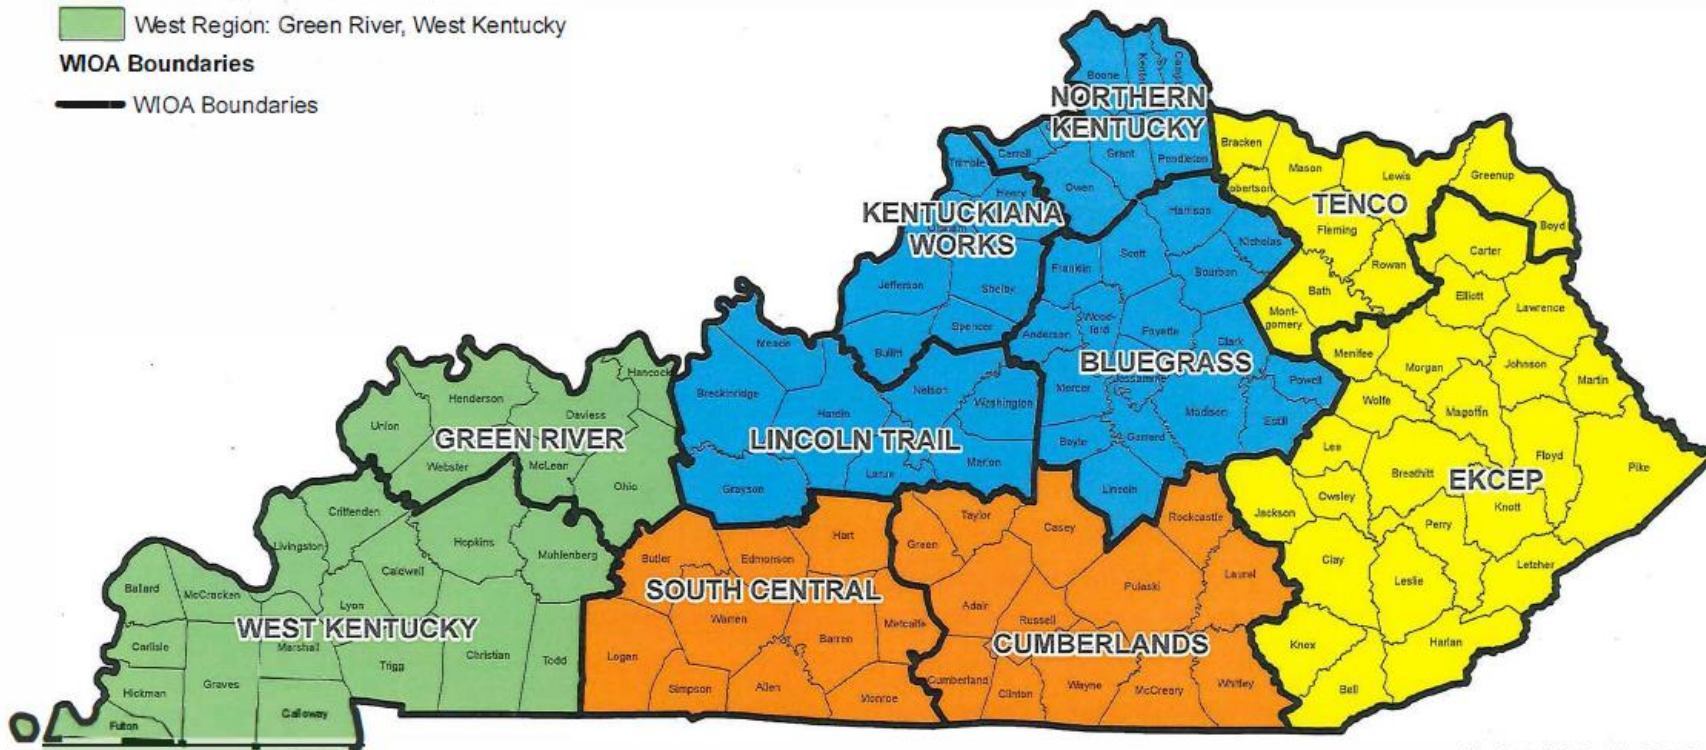 West Region: Green River, West Kentucky
WIOA Boundaries
WIOA Boundaries
Boone
NORTHERN
KENTUCKY
Carroll
Grant
Pendleton
Owen
Trimble
Henry
KENTUCKIANA
WORKS
Jefferson
Shelby
Spencer
Bullitt
Bracken
Mason
Lewis
Greenup
Robertson
TENCO
Fleming
Boyd
Rowan
Bath
Mont-
gomery
Harrison
Nicholas
Scott
Franklin
Bourbon
Anderson
Wood-
ford
Fayette
Clark
BLUEGRASS
Powell
Mercer
Jessamine
Madison
Estill
Boyle
Garrard
Lincoln
Carter
Elliott
Lawrence
Menifee
Morgan
Johnson
Martin
Wolfe
Magoffin
Lee
Breathitt
Floyd
Pike
EKCEP
Owsley
Jackson
Perry
Knott
Clay
Leslie
Letcher
Knox
Harlan
Bell
Meade
Breckinridge
Hardin
Nelson
Washington
LINCOLN TRAIL
Larue
Marion
Grayson
Hancock
Henderson
Daviess
Union
GREEN RIVER
Webster
McLean
Ohio
Crittenden
Livingston
Hopkins
Muhlenberg
Caldwell
Ballard
McCracken
Lyon
WEST KENTUCKY
Carlisle
Marshall
Trigg
Christian
Todd
Hickman
Graves
Fulton
Calloway
Butler
Edmonson
Hart
SOUTH CENTRAL
Warren
Barren
Metcalfe
Logan
Simpson
Allen
Monroe
Taylor
Casey
Rockcastle
Green
Pulaski
Laurel
Adair
Russell
CUMBERLANDS
Cumberland
Clinton
Wayne
McCreary
Whitley